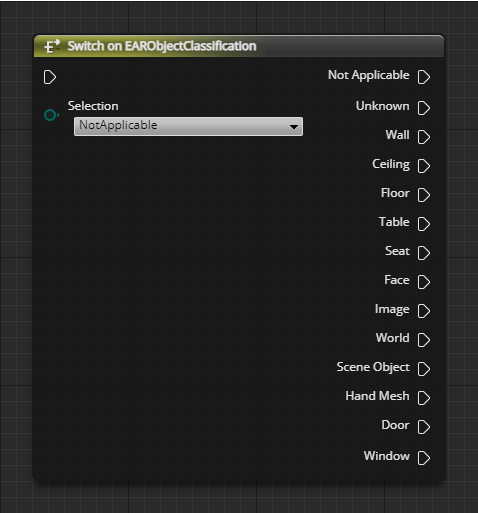 Switch on EARObjectClassification
Not Applicable
Unknown
Selection
NotApplicable
Wall
Ceiling
Floor
Table
Seat
Face
Image
World
Scene Object
Hand Mesh
Door
Window